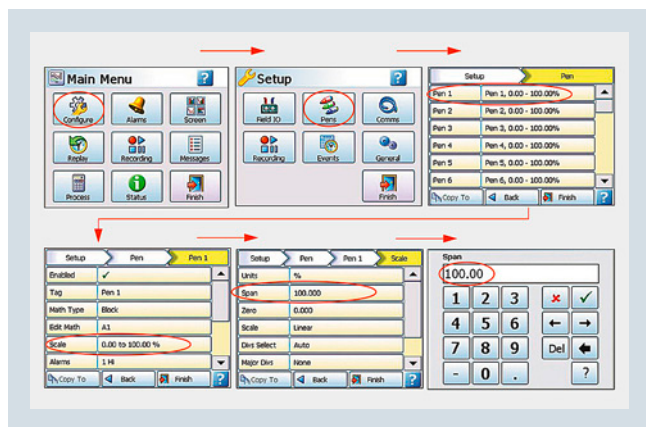 Main Menu ?
Configure Alarms Screen
Replay Recording Messages
Process Status Finish
Setup ?
Field IO Pens Comms
Recording Events General
Finish
Setup Pen
Pen 1 Pen 1, 0.00 - 100.00%
Pen 2 Pen 2, 0.00 - 100.00%
Pen 3 Pen 3, 0.00 - 100.00%
Pen 4 Pen 4, 0.00 - 100.00%
Pen 5 Pen 5, 0.00 - 100.00%
Pen 6 Pen 6, 0.00 - 100.00%
Copy To Back Finish ?
Setup Pen Pen 1
Enabled ✓
Tag Pen 1
Math Type Block
Edit Math A1
Scale 0.00 to 100.00 %
Alarms 1 Hi
Copy To Back Finish ?
Setup Pen Pen 1 Scale
Units %
Span 100.000
Zero 0.000
Scale Linear
Divs Select Auto
Major Divs None
Copy To Back Finish ?
Span
100.00
1 2 3
4 5 6
7 8 9 Del
- 0 . ?